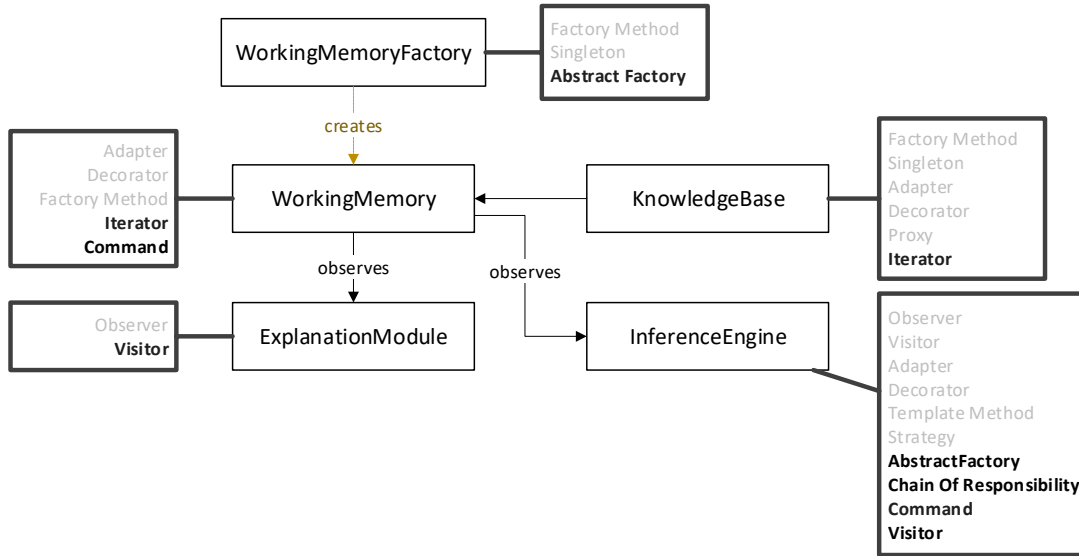 WorkingMemoryFactory
Factory Method
Singleton
Abstract Factory
creates
Adapter
Decorator
Factory Method
Iterator
Command
WorkingMemory
KnowledgeBase
Factory Method
Singleton
Adapter
Decorator
Proxy
Iterator
observes
observes
Observer
Visitor
ExplanationModule
InferenceEngine
Observer
Visitor
Adapter
Decorator
Template Method
Strategy
AbstractFactory
Chain Of Responsibility
Command
Visitor